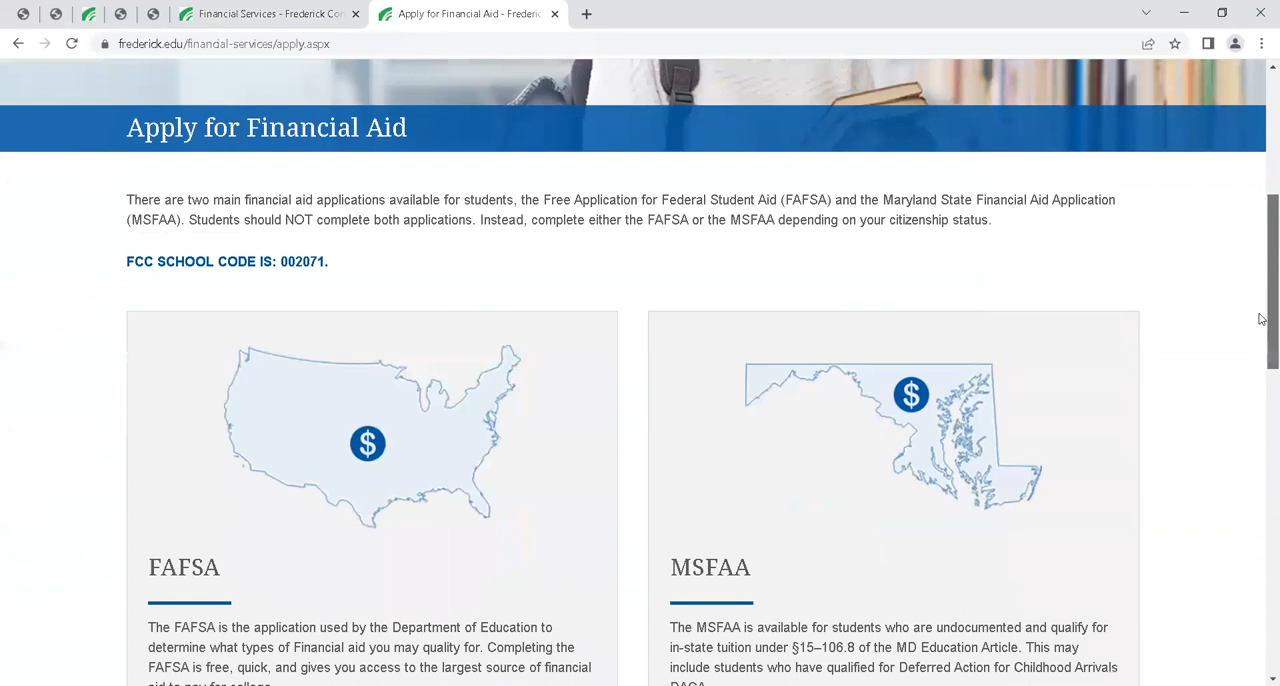 Financial Services - Frederick Con
Apply for Financial Aid - Frederic
frederick.edu/financial-services/apply.aspx
Apply for Financial Aid
There are two main financial aid applications available for students, the Free Application for Federal Student Aid (FAFSA) and the Maryland State Financial Aid Application
(MSFAA). Students should NOT complete both applications. Instead, complete either the FAFSA or the MSFAA depending on your citizenship status.
FCC SCHOOL CODE IS: 002071.
$
$
FAFSA
The FAFSA is the application used by the Department of Education to
determine what types of Financial aid you may qualify for. Completing the
FAFSA is free, quick, and gives you access to the largest source of financial
aid to pay for college.
MSFAA
The MSFAA is available for students who are undocumented and qualify for
in-state tuition under §15–106.8 of the MD Education Article. This may
include students who have qualified for Deferred Action for Childhood Arrivals
DACA